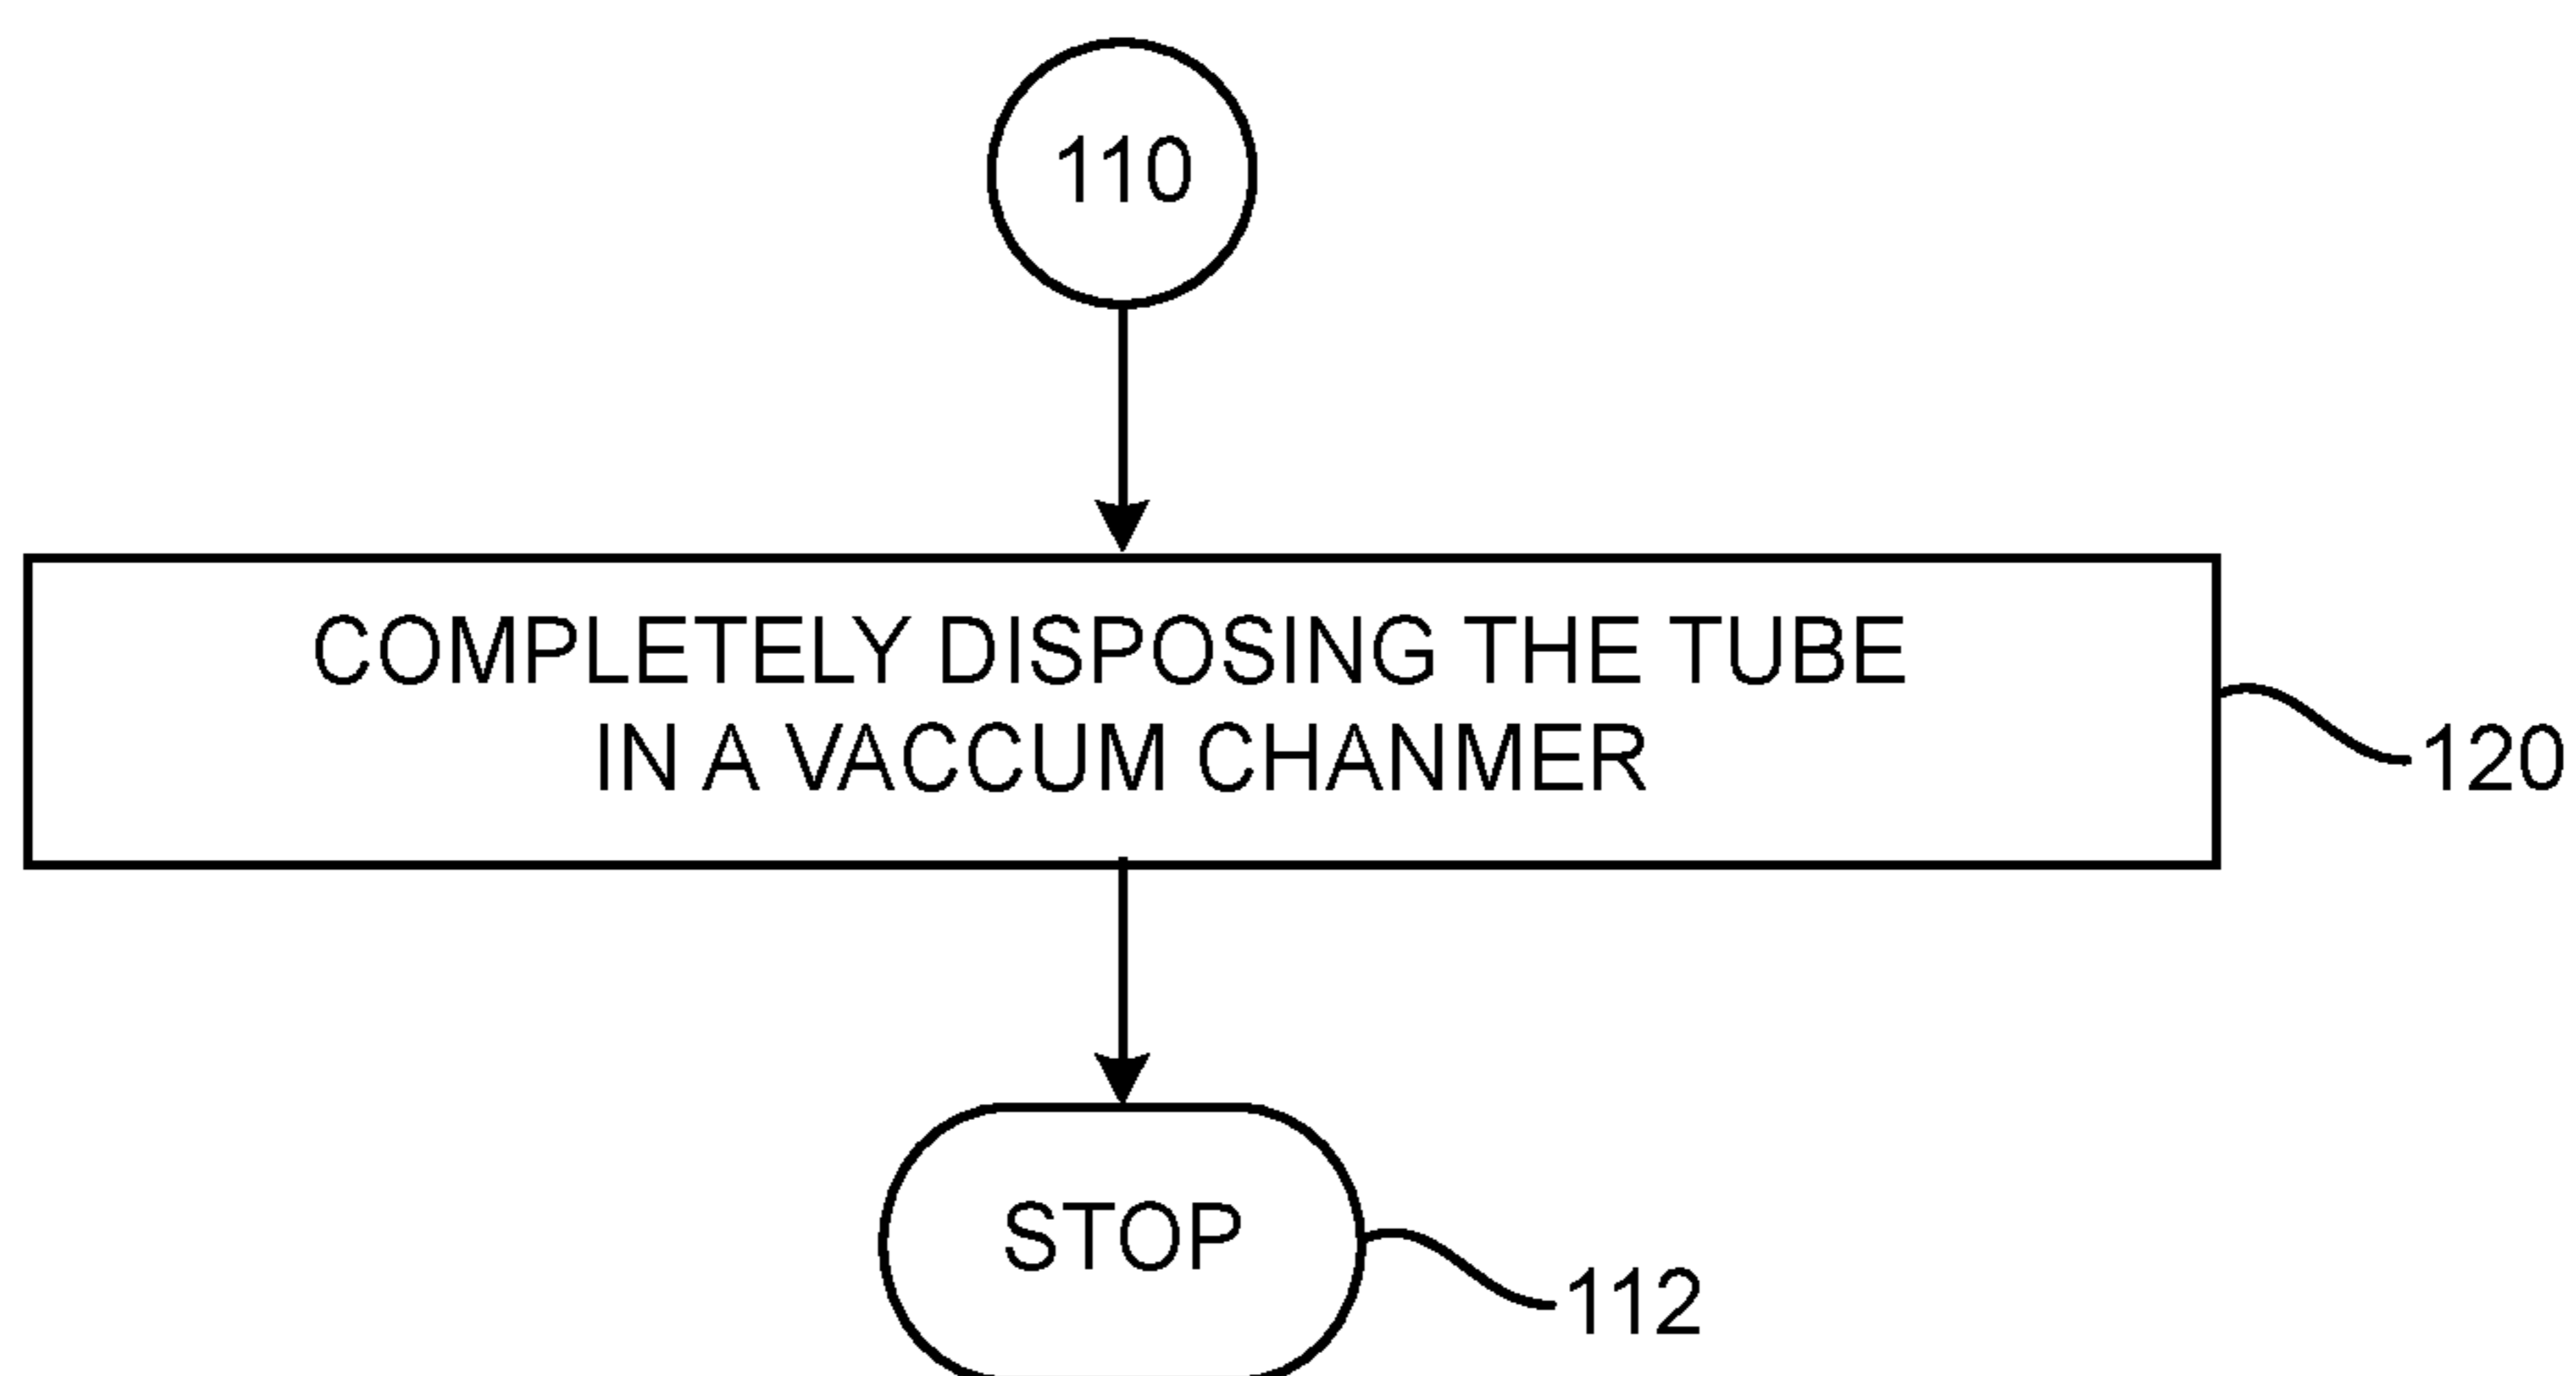 110
COMPLETELY DISPOSING THE TUBE
IN A VACCUM CHANMER
120
STOP
112